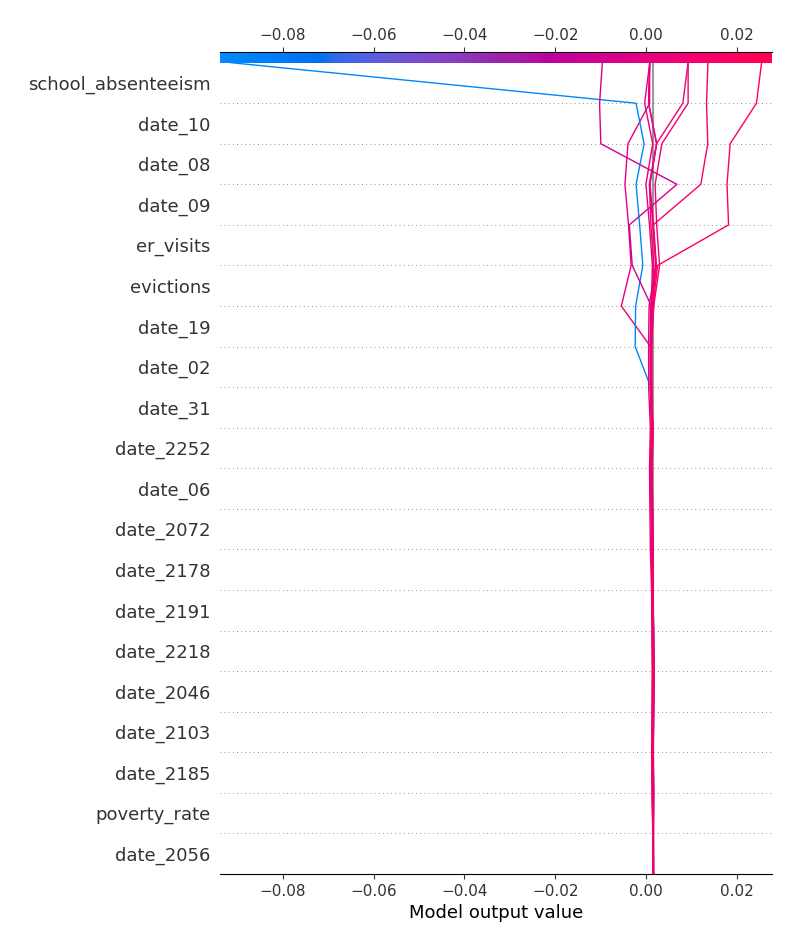 −0.08 −0.06 −0.04 −0.02 0.00 0.02
school_absenteeism
date_10
date_08
date_09
er_visits
evictions
date_19
date_02
date_31
date_2252
date_06
date_2072
date_2178
date_2191
date_2218
date_2046
date_2103
date_2185
poverty_rate
date_2056
−0.08 −0.06 −0.04 −0.02 0.00 0.02
Model output value